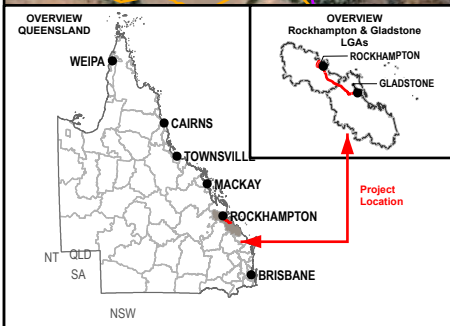 OVERVIEW
QUEENSLAND
WEIPA
CAIRNS
TOWNSVILLE
MACKAY
ROCKHAMPTON
BRISBANE
NT
QLD
SA
NSW
OVERVIEW
Rockhampton & Gladstone
LGAs
ROCKHAMPTON
GLADSTONE
Project
Location